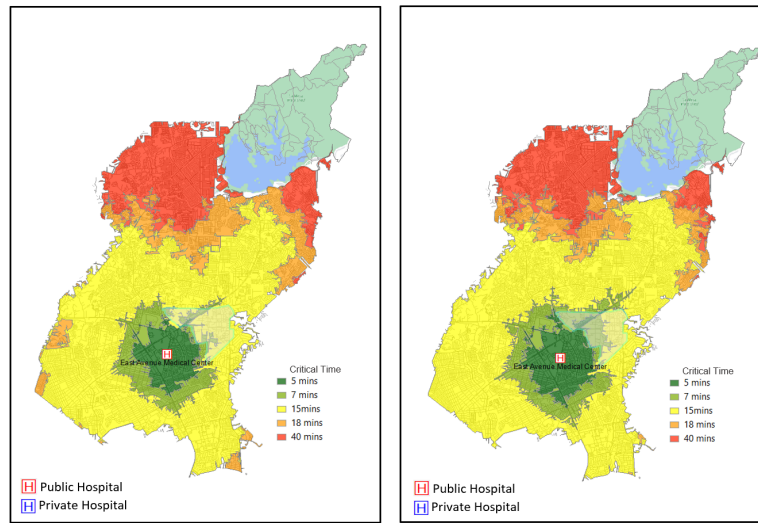 East Avenue Medical Center
Critical Time
5 mins
7 mins
15mins
18 mins
40 mins
H Public Hospital
H Private Hospital
East Avenue Medical Center
Critical Time
5 mins
7 mins
15mins
18 mins
40 mins
H Public Hospital
H Private Hospital